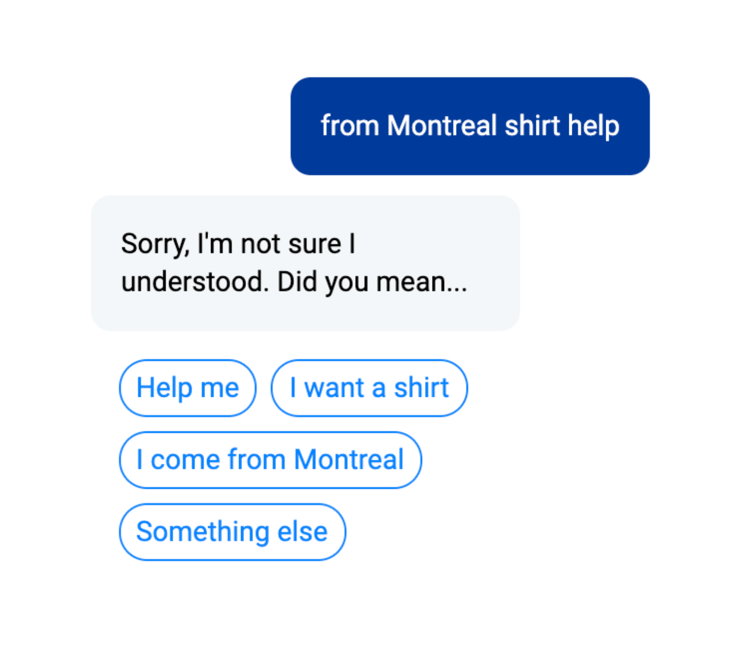 from Montreal shirt help
Sorry, I'm not sure I
understood. Did you mean...
Help me
I want a shirt
I come from Montreal
Something else